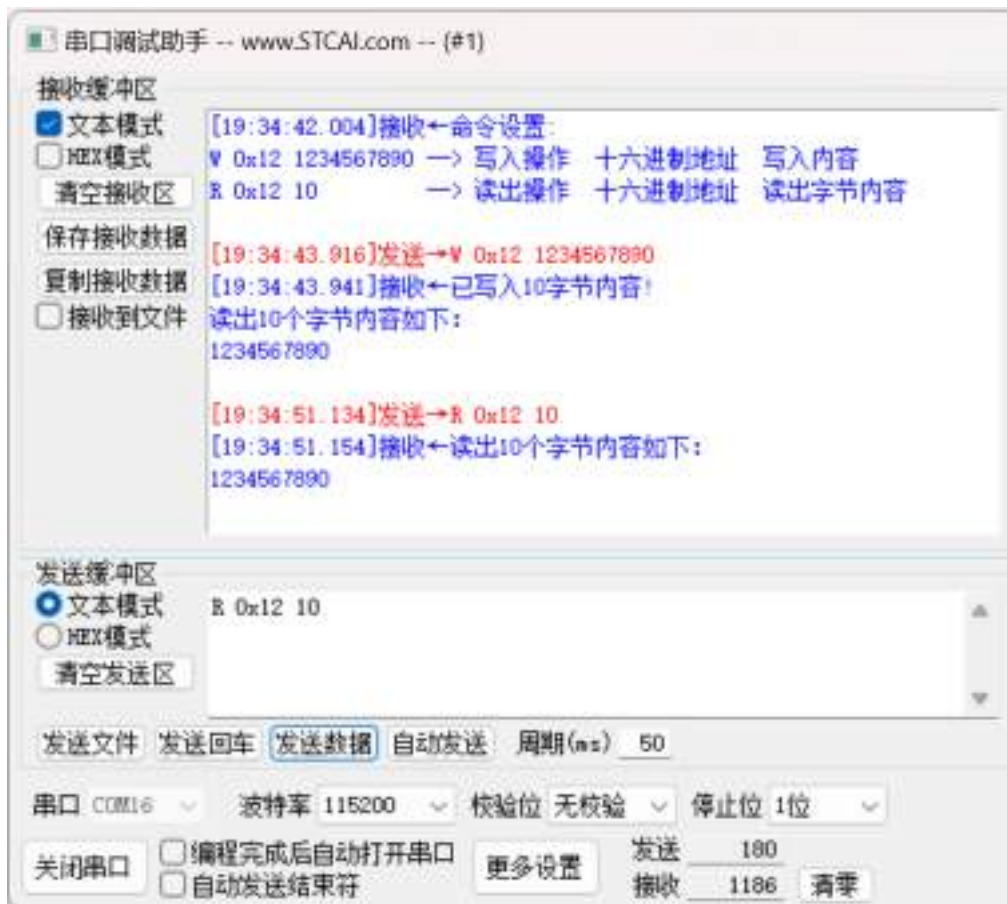 串口调试助手 -- www.STCAI.com -- (#1)
接收缓冲区
文本模式
HEX模式
清空接收区
保存接收数据
复制接收数据
接收到文件
[19:34:42.004]接收←命令设置:
W 0x12 1234567890 —> 写入操作 十六进制地址 写入内容
R 0x12 10 —> 读出操作 十六进制地址 读出字节内容
[19:34:43.916]发送→W 0x12 1234567890
[19:34:43.941]接收←已写入10字节内容!
读出10个字节内容如下:
1234567890
[19:34:51.134]发送→R 0x12 10
[19:34:51.154]接收←读出10个字节内容如下:
1234567890
发送缓冲区
文本模式
HEX模式
清空发送区
R 0x12 10
发送文件 发送回车 发送数据 自动发送 周期(ms) 50
串口 COM16 波特率 115200 校验位 无校验 停止位 1位
关闭串口
编程完成后自动打开串口
自动发送结束符
更多设置
发送 180
接收 1186 清零